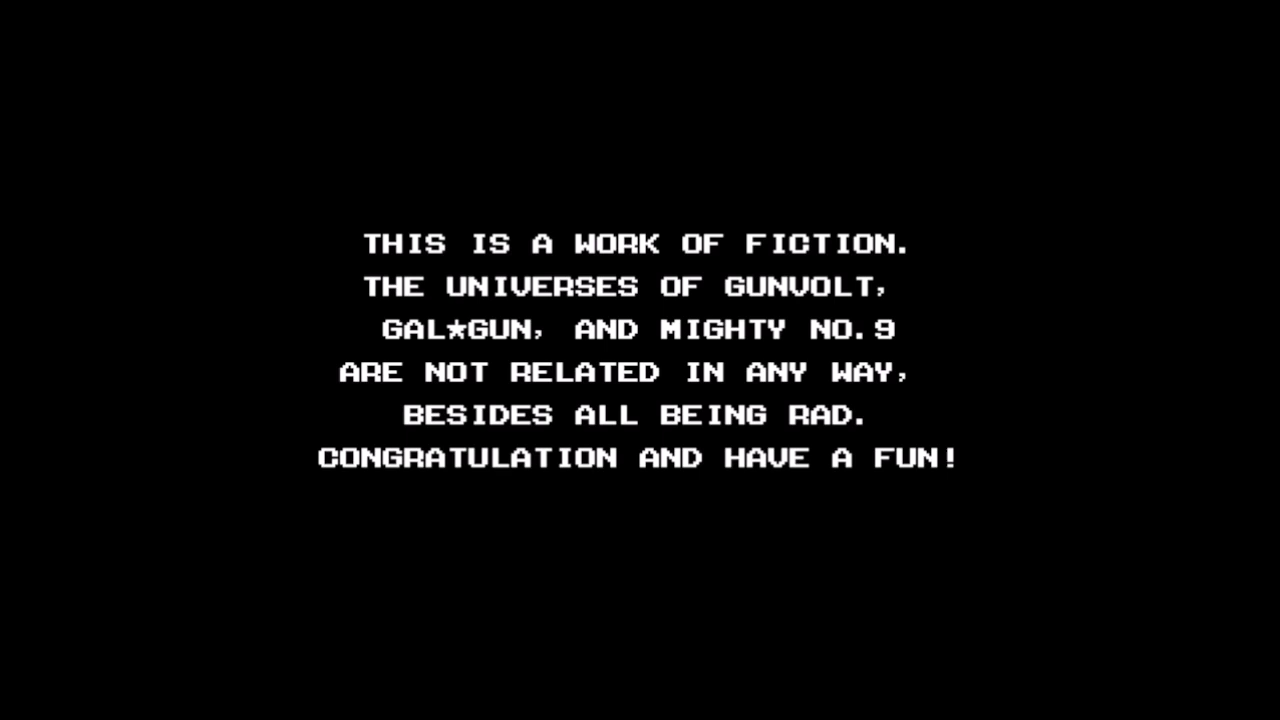 THIS IS A WORK OF FICTION.
THE UNIVERSES OF GUNVOLT,
GAL★GUN, AND MIGHTY NO.9
ARE NOT RELATED IN ANY WAY,
BESIDES ALL BEING RAD.
CONGRATULATION AND HAVE A FUN!